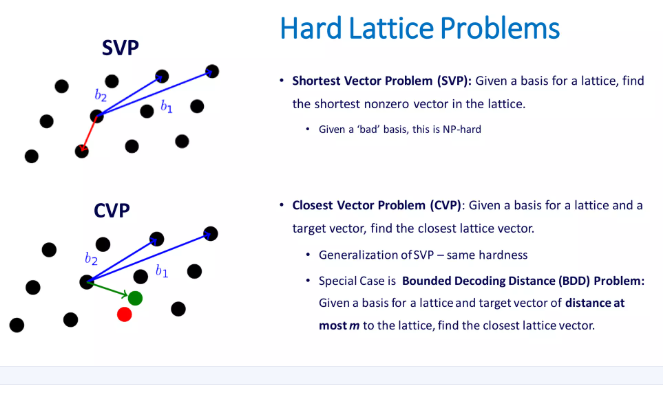 Hard Lattice Problems
SVP
b₂
b₁
• Shortest Vector Problem (SVP): Given a basis for a lattice, find
the shortest nonzero vector in the lattice.
• Given a ‘bad’ basis, this is NP-hard
CVP
b₂
b₁
• Closest Vector Problem (CVP): Given a basis for a lattice and a
target vector, find the closest lattice vector.
• Generalization of SVP – same hardness
• Special Case is Bounded Decoding Distance (BDD) Problem:
Given a basis for a lattice and target vector of distance at
most m to the lattice, find the closest lattice vector.